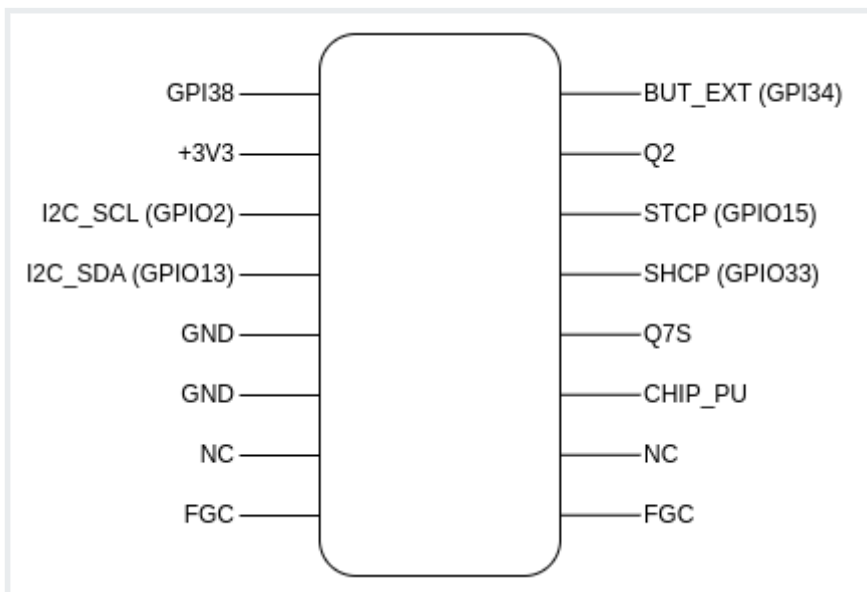 GPI38
BUT_EXT (GPI34)
+3V3
Q2
I2C_SCL (GPIO2)
STCP (GPIO15)
I2C_SDA (GPIO13)
SHCP (GPIO33)
GND
Q7S
GND
CHIP_PU
NC
NC
FGC
FGC